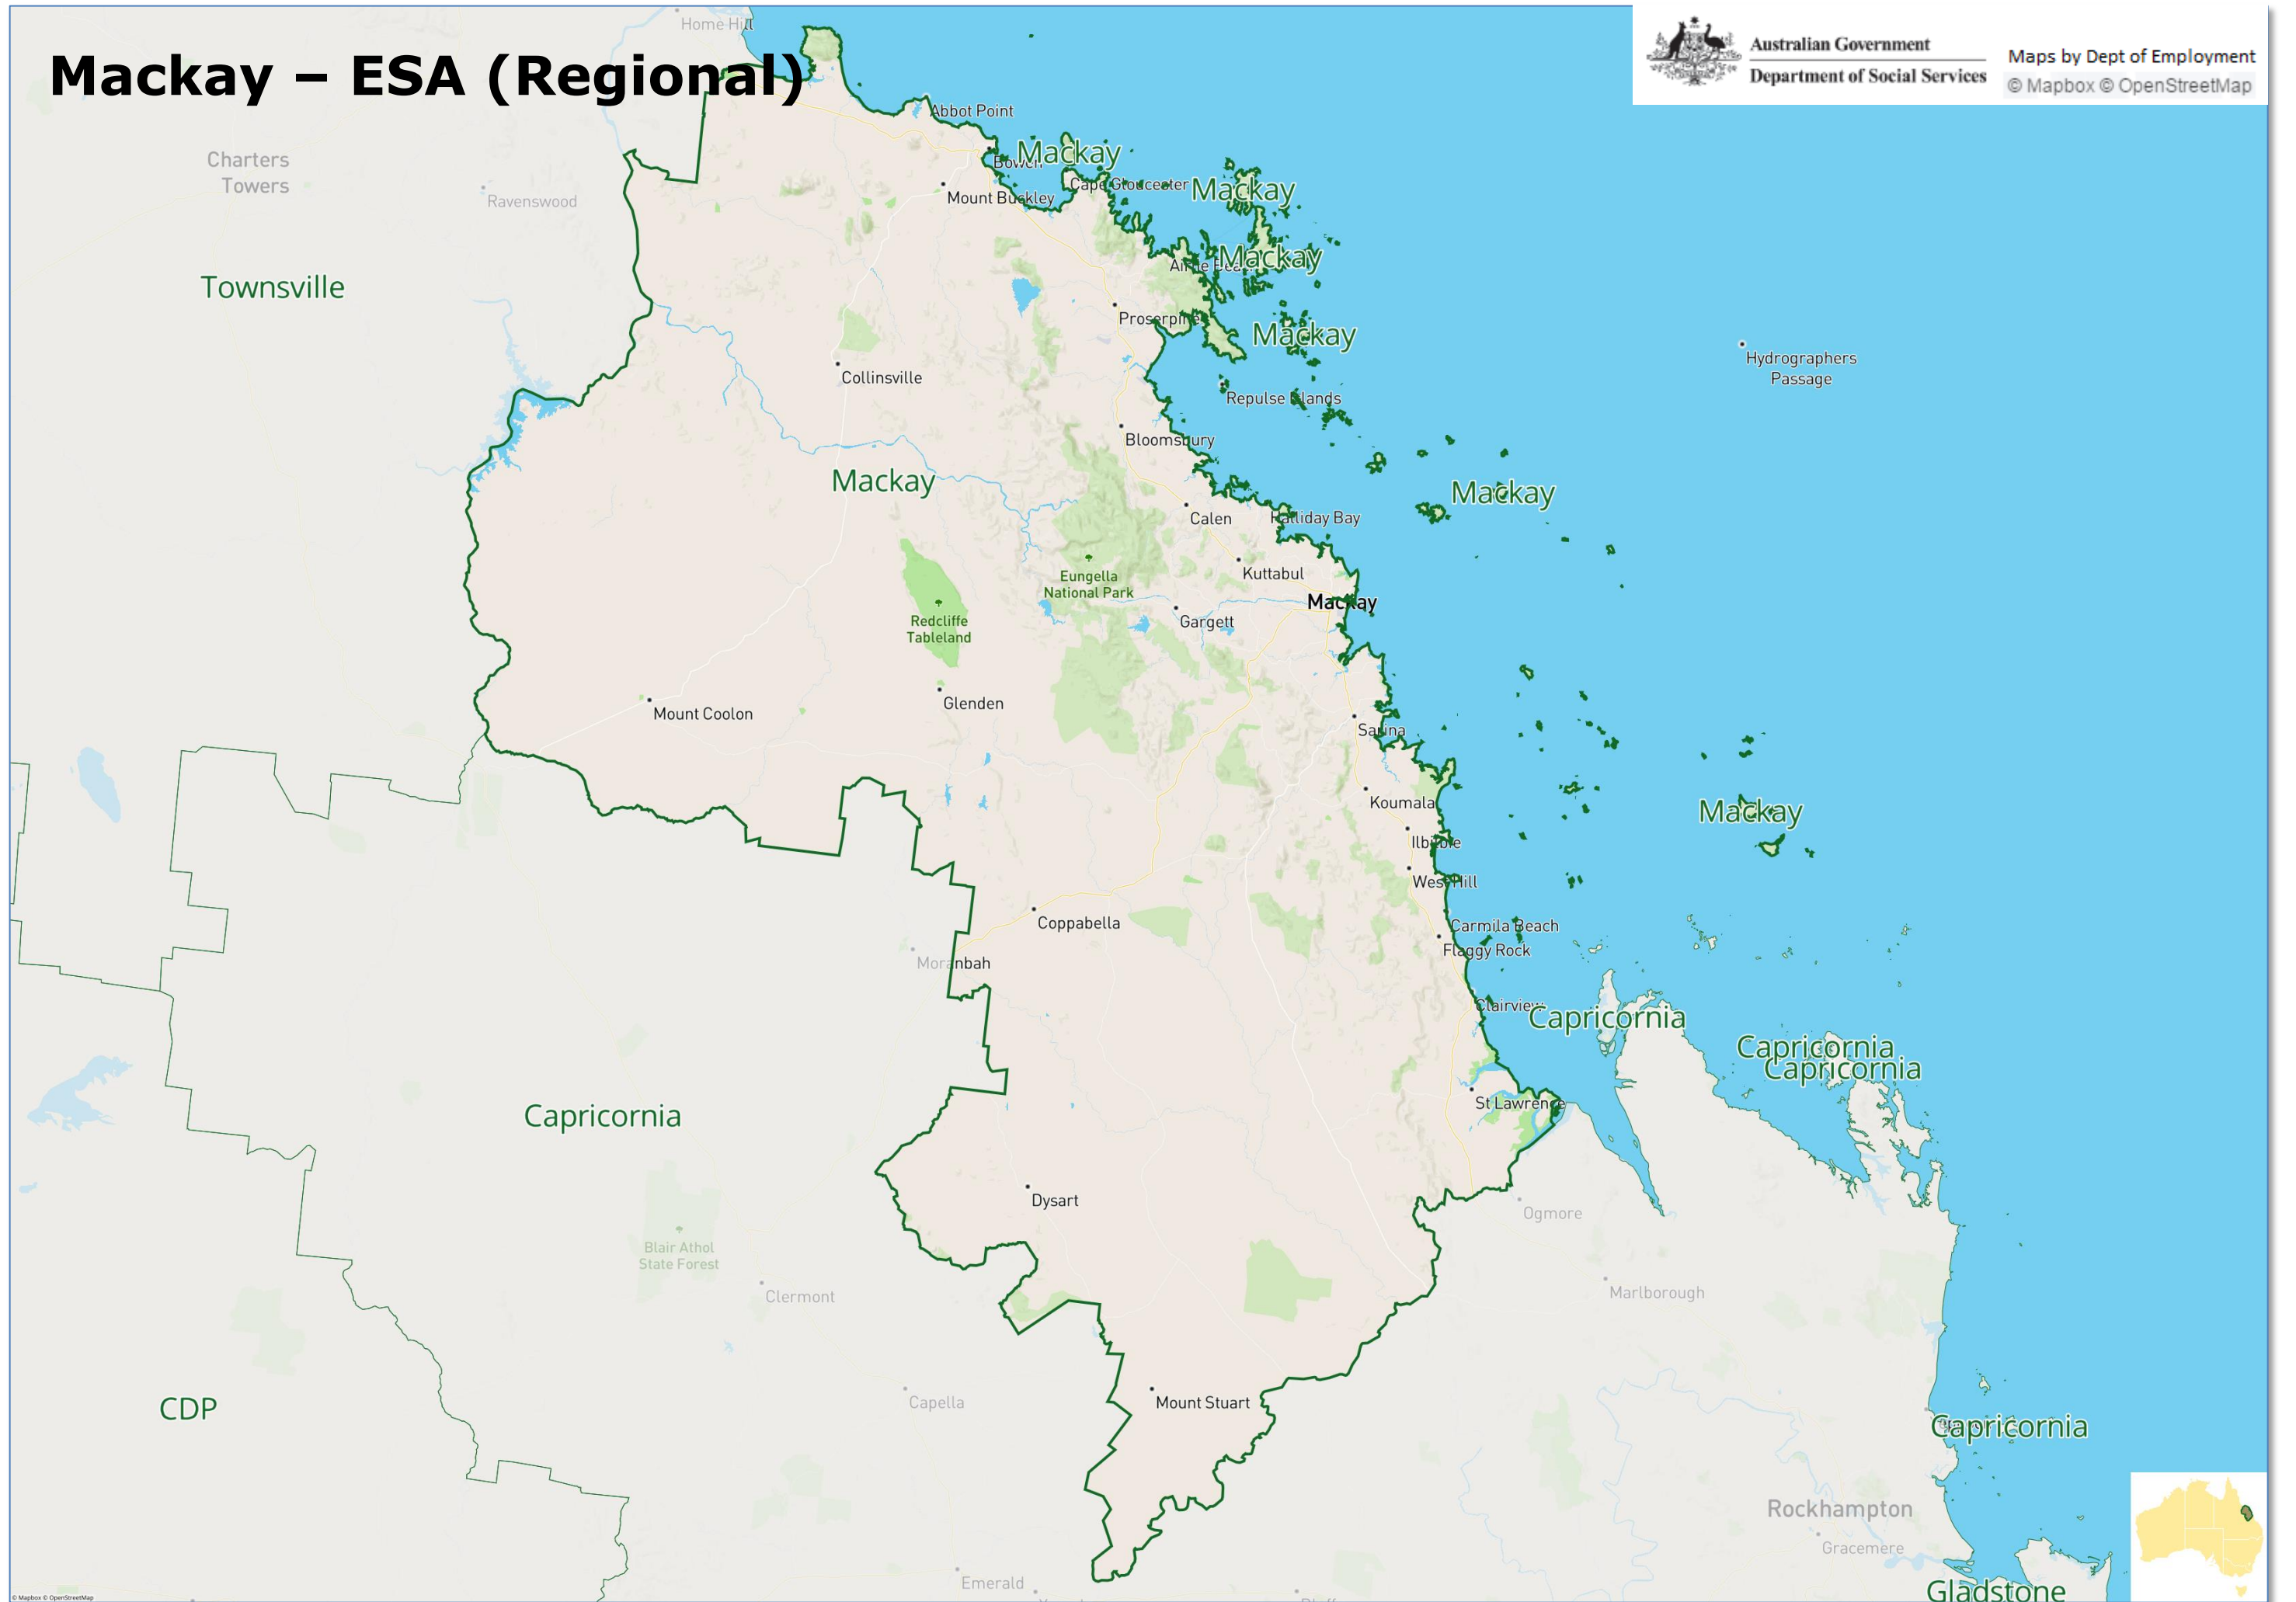 Mackay – ESA (Regional)
Australian Government
Department of Social Services
Maps by Dept of Employment
© Mapbox © OpenStreetMap
Home Hill
Abbot Point
Mackay
Bowen
Charters
Towers
Ravenswood
Cape Gloucester
Mackay
Mount Buckley
Mackay
Airlie Beach
Townsville
Proserpine
Mackay
Hydrographers
Passage
Collinsville
Repulse Islands
Bloomsbury
Mackay
Mackay
Calen
Halliday Bay
Kuttabul
Eungella
National Park
Mackay
Redcliffe
Tableland
Gargett
Glenden
Mount Coolon
Sarina
Koumala
Mackay
Ilbilbie
West Hill
Coppabella
Carmila Beach
Flaggy Rock
Moranbah
Clairview
Capricornia
Capricornia
Capricornia
Capricornia
St Lawrence
Dysart
Ogmore
Blair Athol
State Forest
Clermont
Marlborough
Capella
Mount Stuart
CDP
Capricornia
Rockhampton
Gracemere
Emerald
Gladstone
© Mapbox © OpenStreetMap